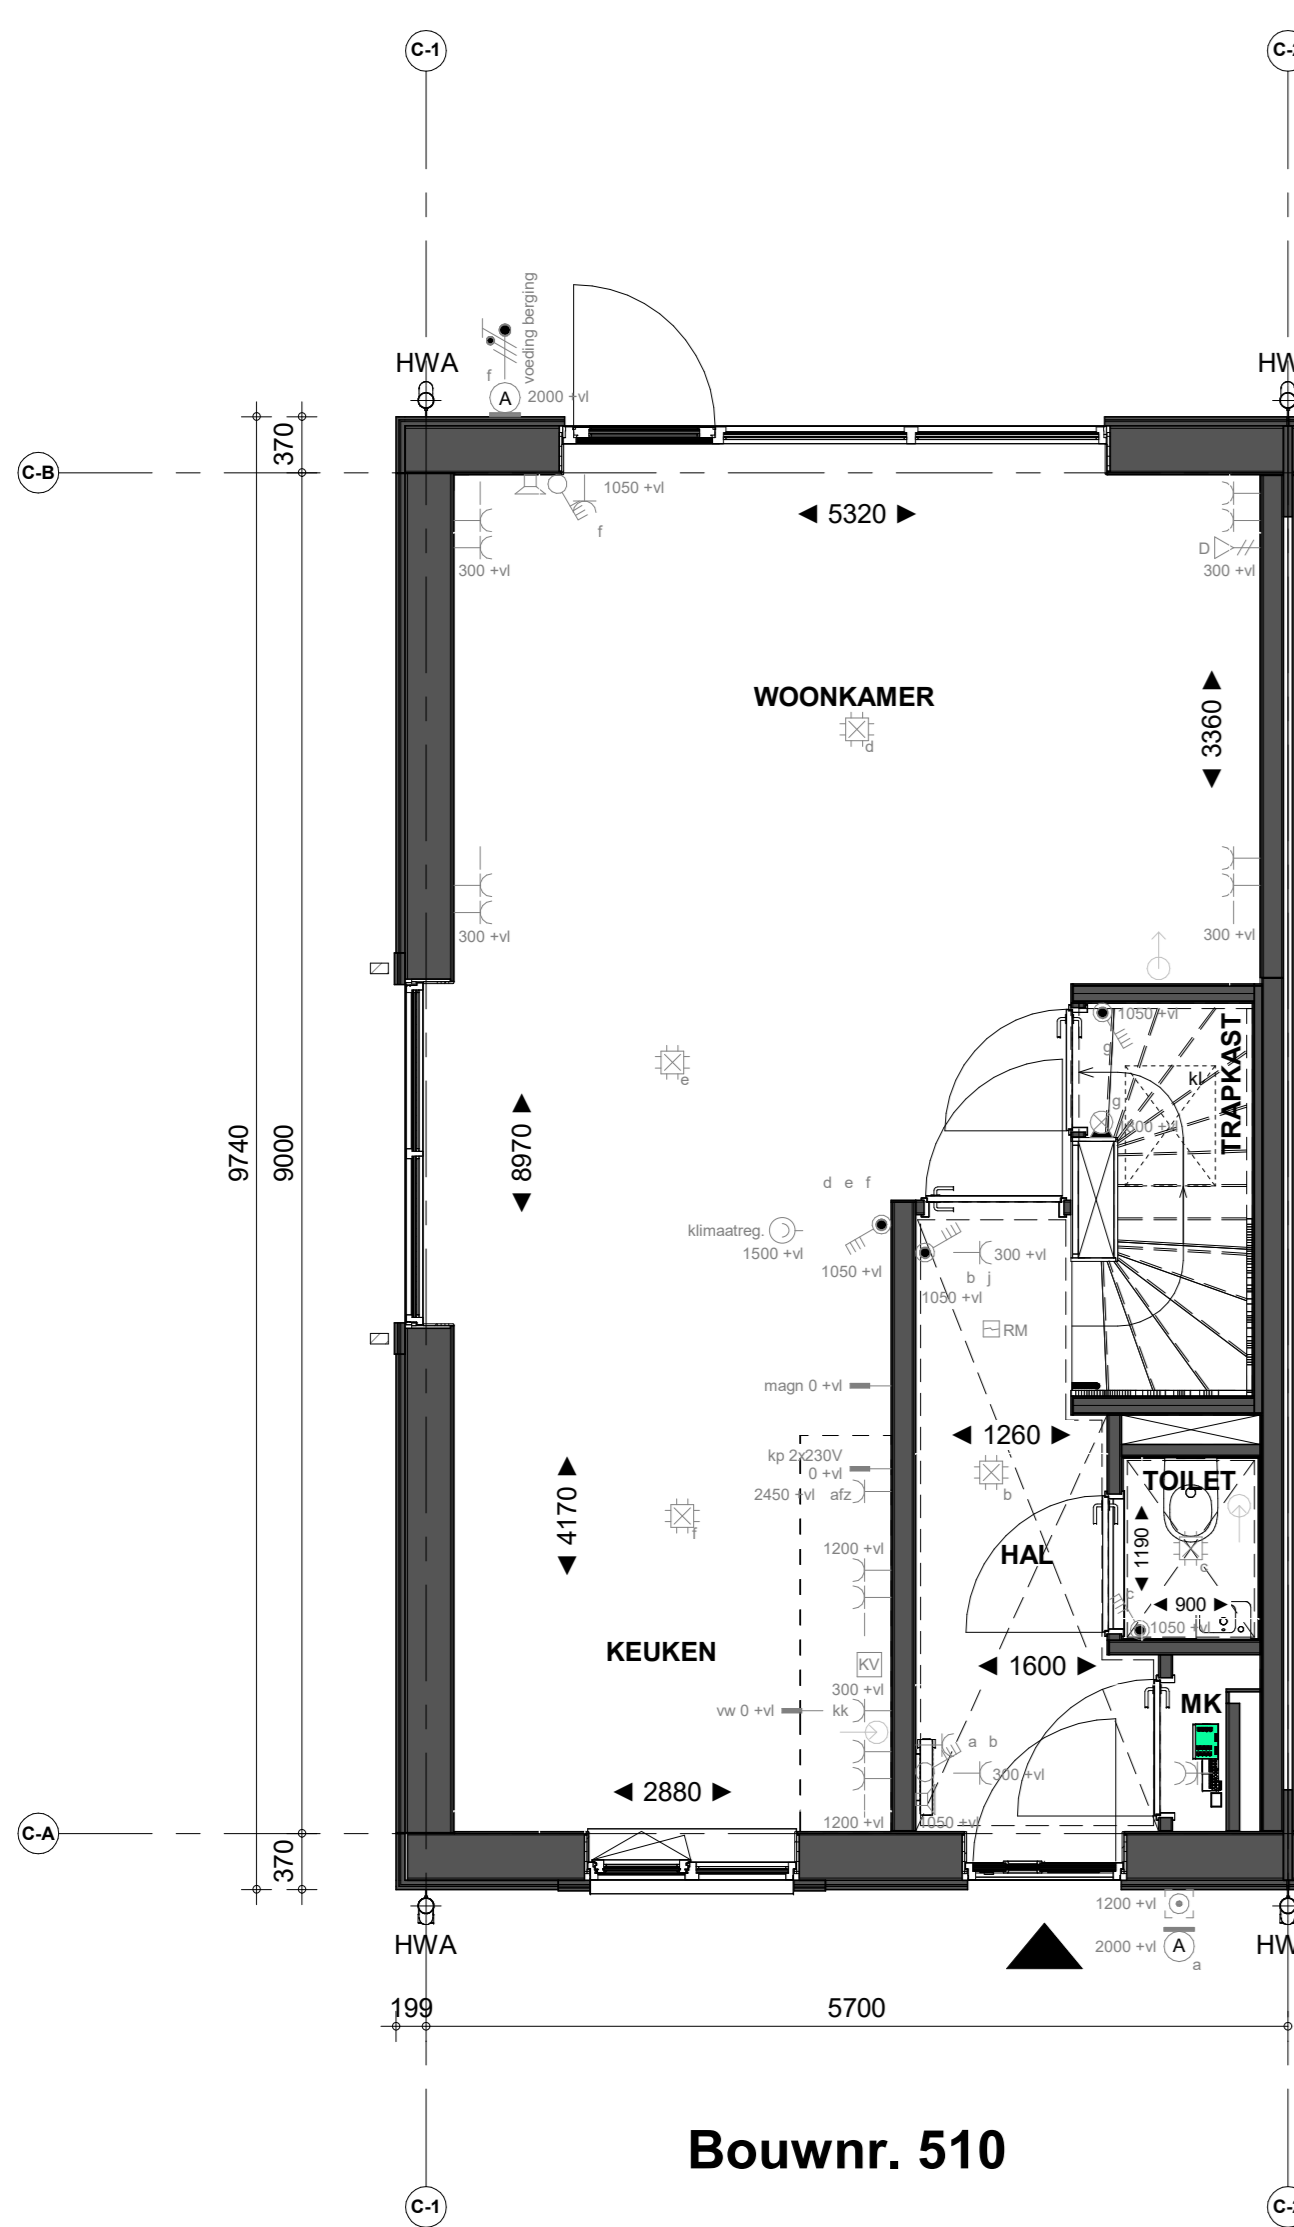 C-1
voeding berging
HWA
f
A
2000 +vl
370
C-B
1050 +vl
f
5320
300 +vl
D
300 +vl
WOONKAMER
d
3360
300 +vl
300 +vl
1050 +vl
g
TRAPKAST
kl
e
g
9740
9000
8970
d e f
klimaatreg.
1500 +vl
1050 +vl
300 +vl
b j
1050 +vl
RM
magn 0 +vl
1260
kp 2x230V
0 +vl
2450 +vl afz
b
TOILET
4170
f
1190
c
1200 +vl
HAL
c
900
1050 +vl
KEUKEN
KV
1600
300 +vl
vw 0 +vl
kk
MK
a b
300 +vl
2880
1200 +vl
1050 +vl
C-A
370
1200 +vl
HWA
2000 +vl
A
a
199
5700
Bouwnr. 510
C-1